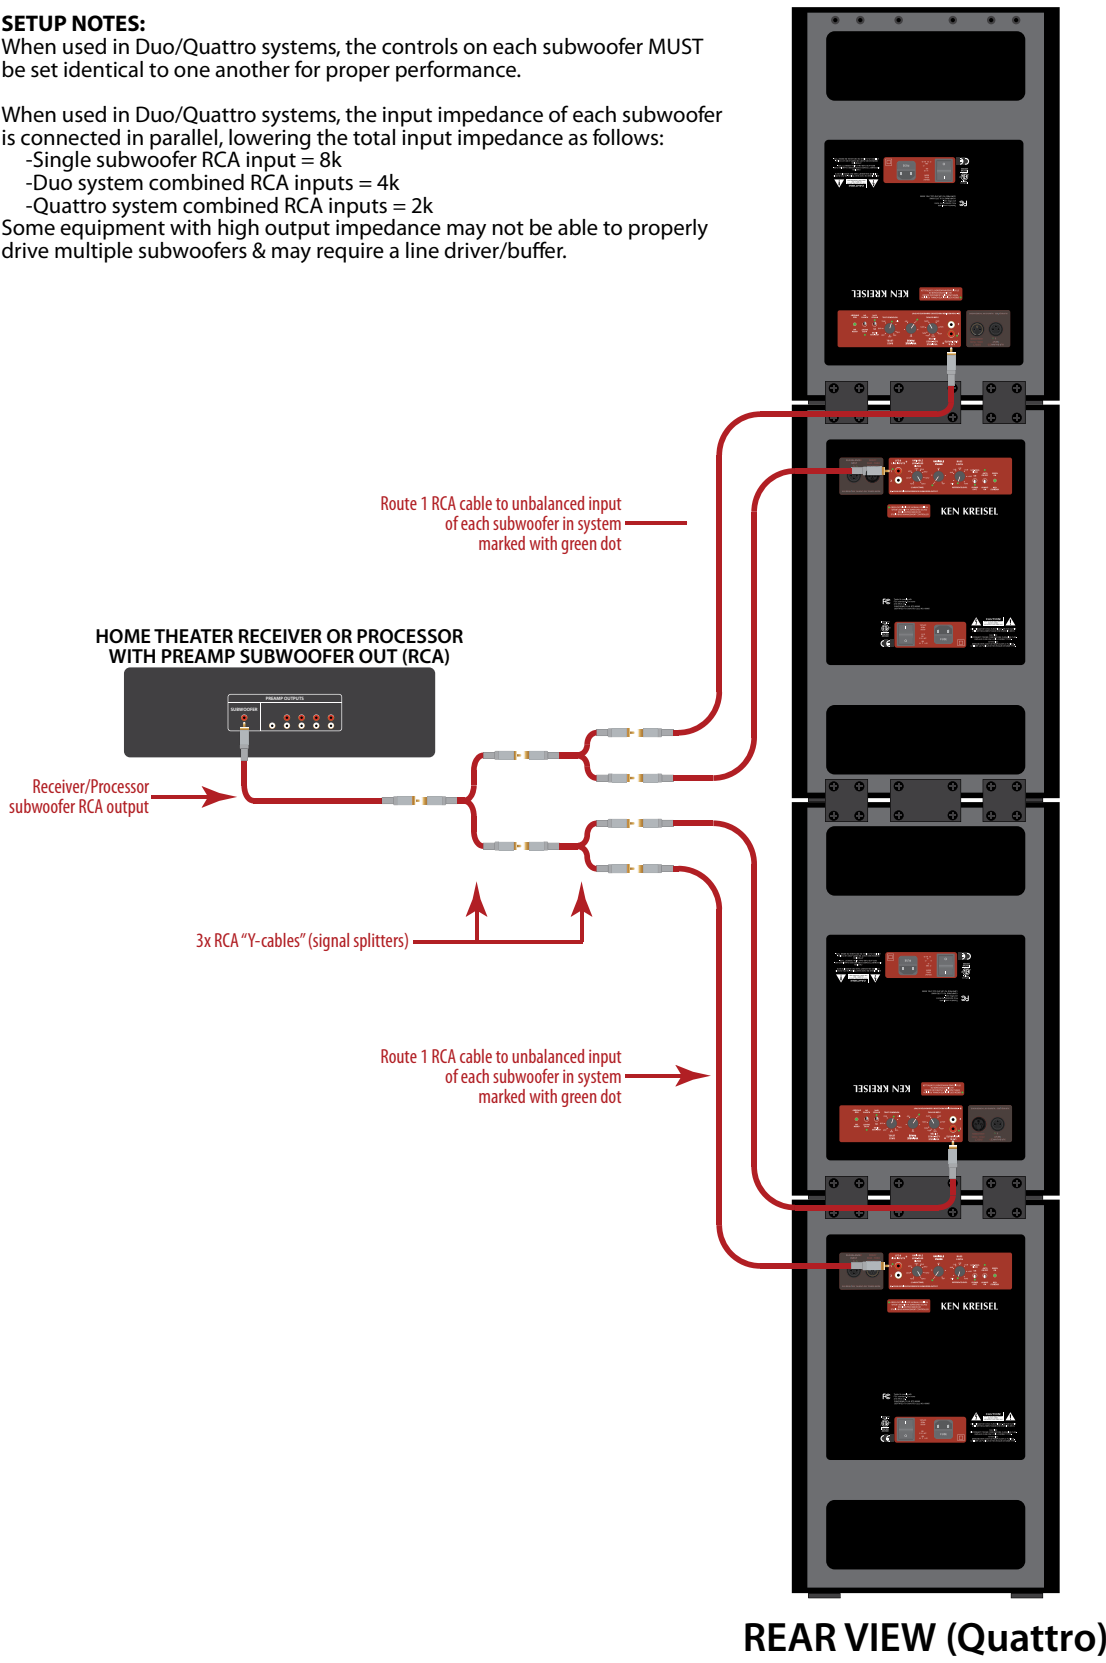 SETUP NOTES:
When used in Duo/Quattro systems, the controls on each subwoofer MUST
be set identical to one another for proper performance.
When used in Duo/Quattro systems, the input impedance of each subwoofer
is connected in parallel, lowering the total input impedance as follows:
-Single subwoofer RCA input = 8k
-Duo system combined RCA inputs = 4k
-Quattro system combined RCA inputs = 2k
Some equipment with high output impedance may not be able to properly
drive multiple subwoofers & may require a line driver/buffer.
KEN KREISEL
Route 1 RCA cable to unbalanced input
of each subwoofer in system
marked with green dot
KEN KREISEL
HOME THEATER RECEIVER OR PROCESSOR
WITH PREAMP SUBWOOFER OUT (RCA)
PREAMP OUTPUTS
SUBWOOFER
Receiver/Processor
subwoofer RCA output
3x RCA “Y-cables” (signal splitters)
Route 1 RCA cable to unbalanced input
of each subwoofer in system
marked with green dot
KEN KREISEL
KEN KREISEL
REAR VIEW (Quattro)